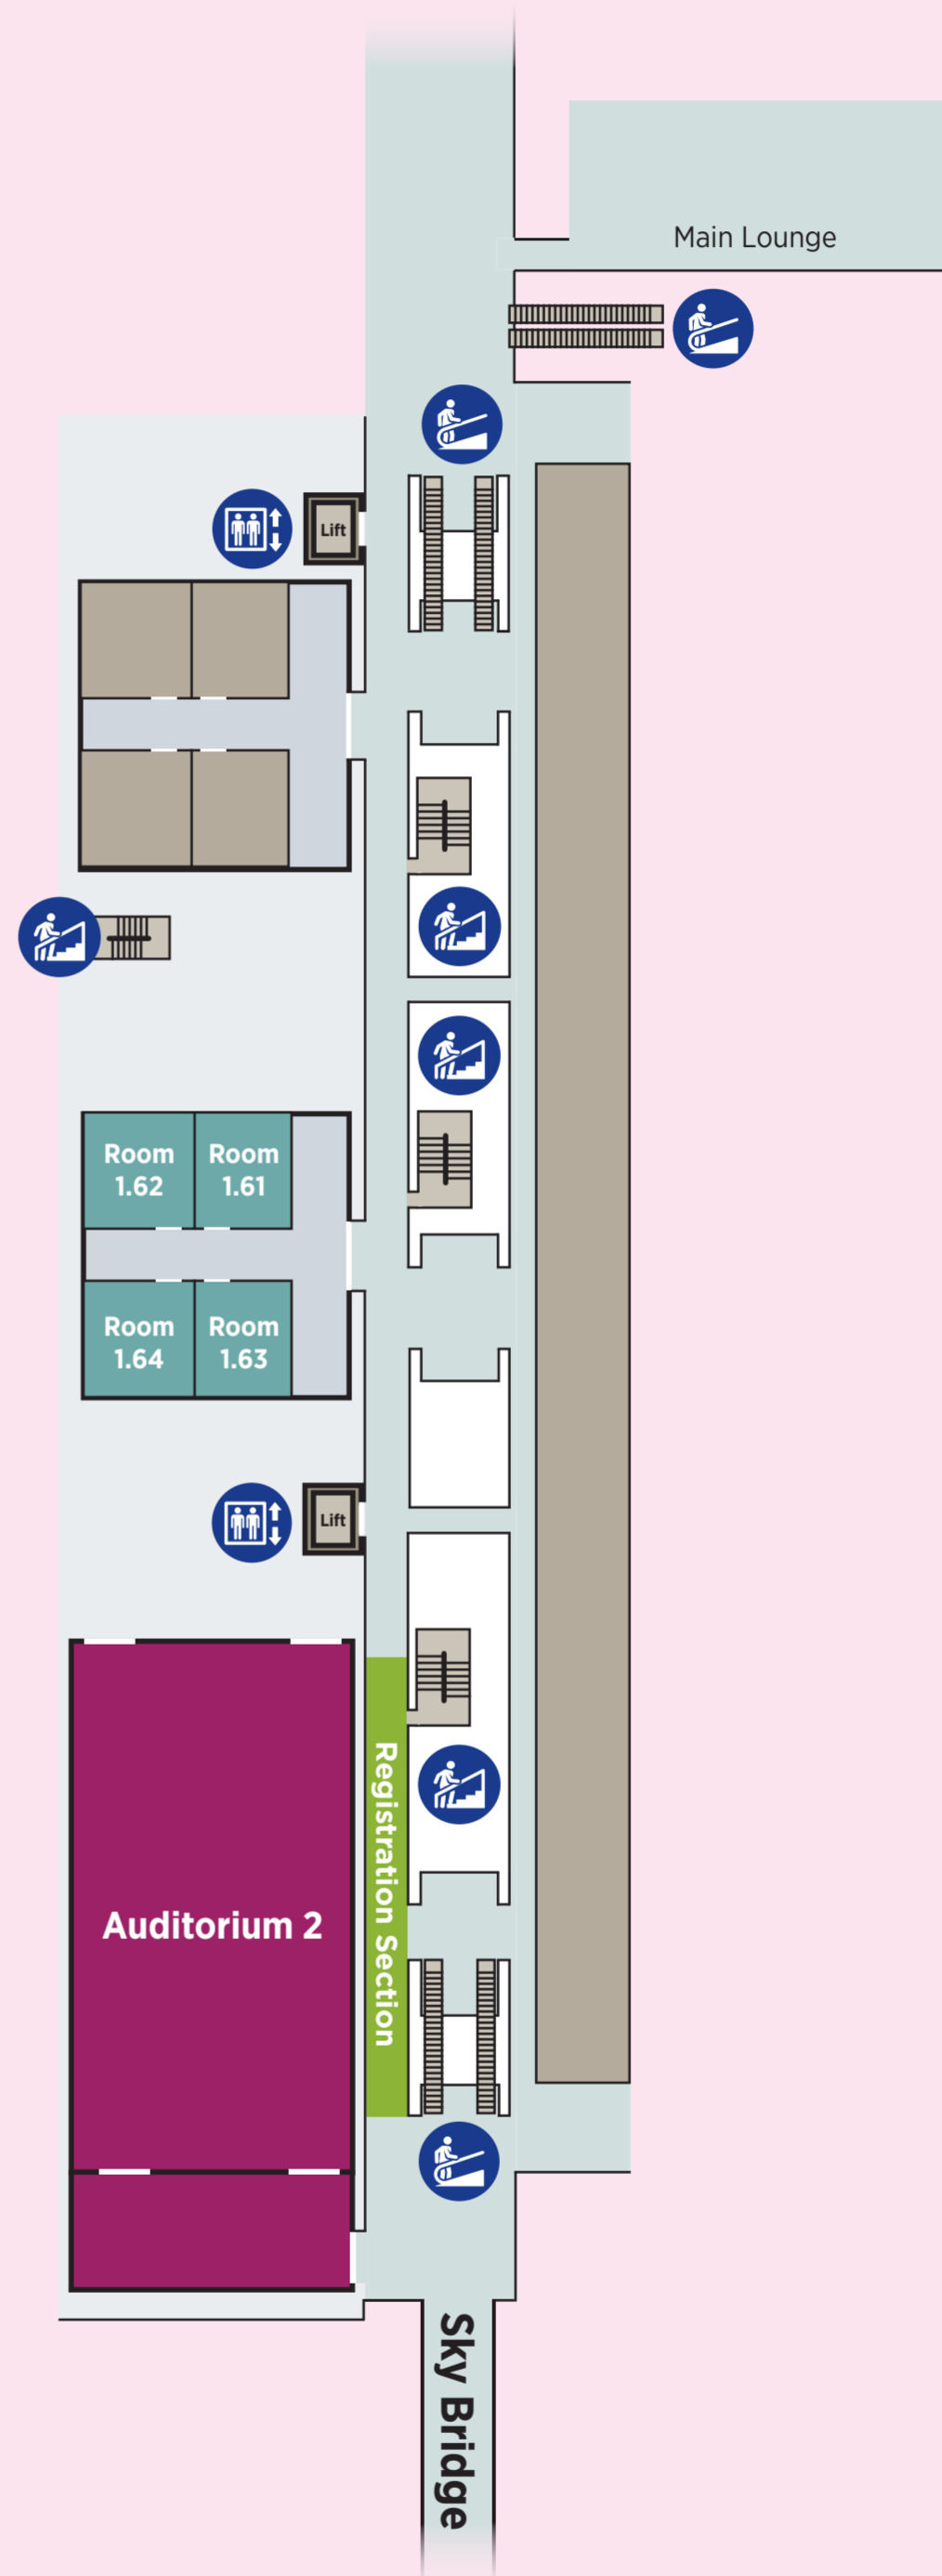 Main Lounge
Lift
Room
1.62
Room
1.61
Room
1.64
Room
1.63
Lift
Registration Section
Auditorium 2
Sky Bridge